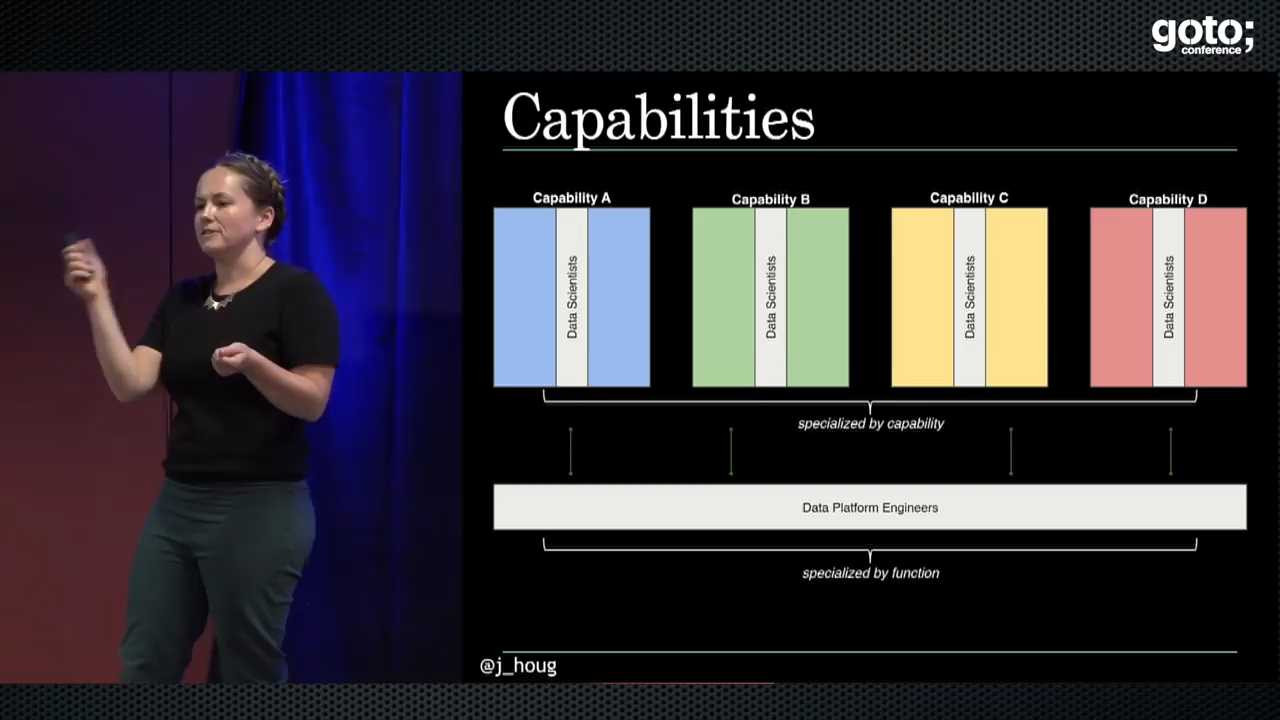 goto;
conference
Capabilities
Capability A
Capability B
Capability C
Capability D
Data Scientists
Data Scientists
Data Scientists
Data Scientists
specialized by capability
Data Platform Engineers
specialized by function
@j_houg